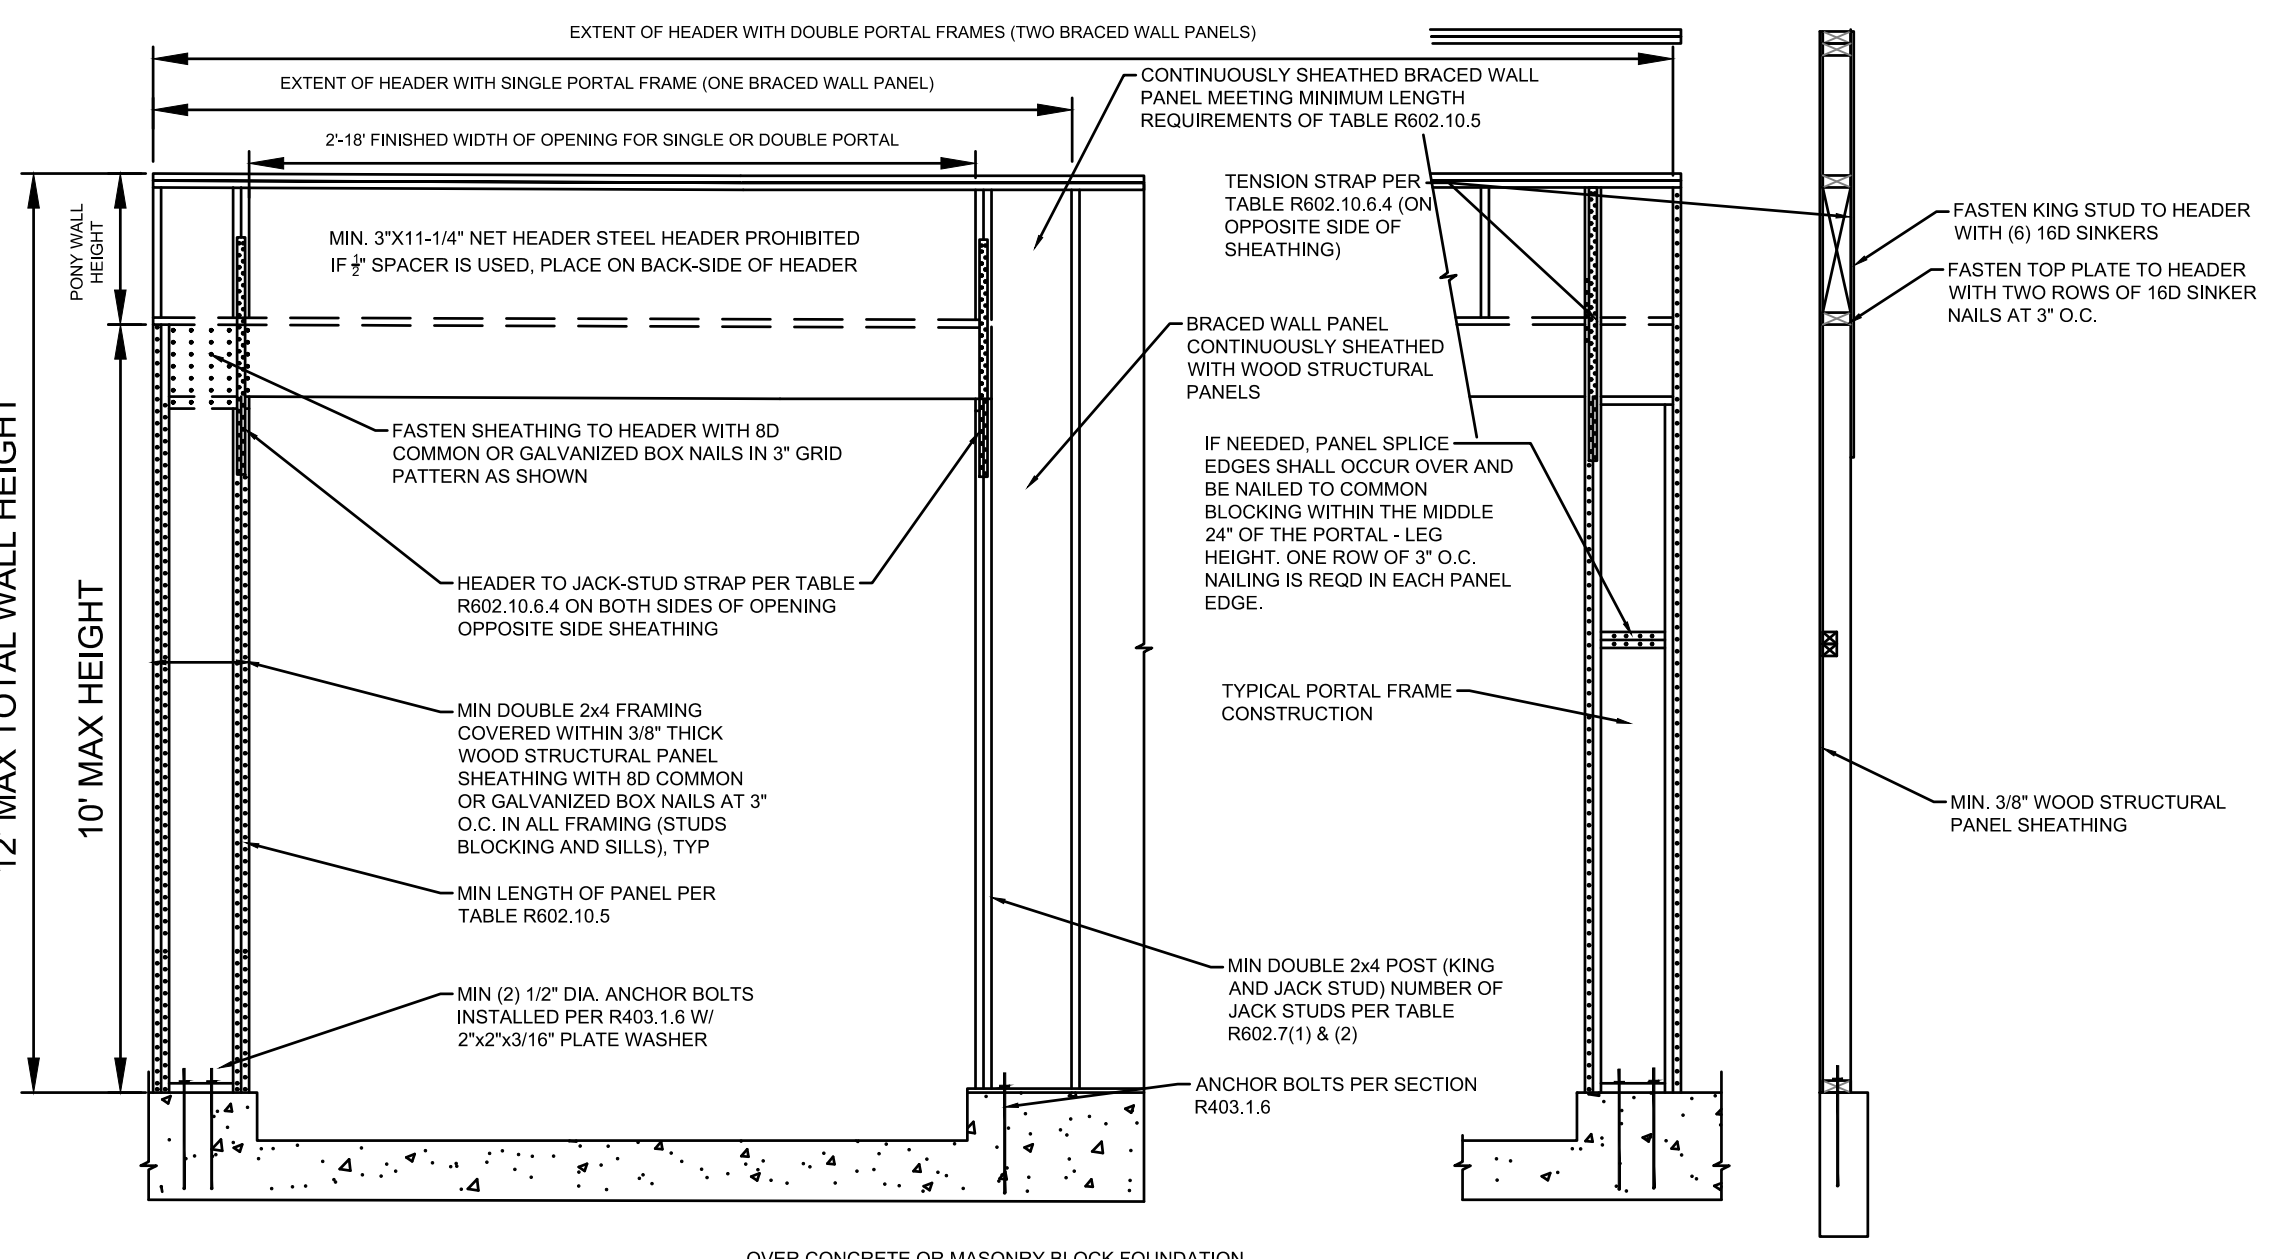 EXTENT OF HEADER WITH DOUBLE PORTAL FRAMES (TWO BRACED WALL PANELS)
EXTENT OF HEADER WITH SINGLE PORTAL FRAME (ONE BRACED WALL PANEL)
2'-18' FINISHED WIDTH OF OPENING FOR SINGLE OR DOUBLE PORTAL
CONTINUOUSLY SHEATHED BRACED WALL
PANEL MEETING MINIMUM LENGTH
REQUIREMENTS OF TABLE R602.10.5
TENSION STRAP PER
TABLE R602.10.6.4 (ON
OPPOSITE SIDE OF
SHEATHING)
FASTEN KING STUD TO HEADER
WITH (6) 16D SINKERS
FASTEN TOP PLATE TO HEADER
WITH TWO ROWS OF 16D SINKER
NAILS AT 3" O.C.
PONY WALL
HEIGHT
MIN. 3"X11-1/4" NET HEADER STEEL HEADER PROHIBITED
IF 1/2" SPACER IS USED, PLACE ON BACK-SIDE OF HEADER
BRACED WALL PANEL
CONTINUOUSLY SHEATHED
WITH WOOD STRUCTURAL
PANELS
12' MAX TOTAL WALL HEIGHT
10' MAX HEIGHT
FASTEN SHEATHING TO HEADER WITH 8D
COMMON OR GALVANIZED BOX NAILS IN 3" GRID
PATTERN AS SHOWN
IF NEEDED, PANEL SPLICE
EDGES SHALL OCCUR OVER AND
BE NAILED TO COMMON
BLOCKING WITHIN THE MIDDLE
24" OF THE PORTAL - LEG
HEIGHT. ONE ROW OF 3" O.C.
NAILING IS REQD IN EACH PANEL
EDGE.
HEADER TO JACK-STUD STRAP PER TABLE
R602.10.6.4 ON BOTH SIDES OF OPENING
OPPOSITE SIDE SHEATHING
MIN DOUBLE 2x4 FRAMING
COVERED WITHIN 3/8" THICK
WOOD STRUCTURAL PANEL
SHEATHING WITH 8D COMMON
OR GALVANIZED BOX NAILS AT 3"
O.C. IN ALL FRAMING (STUDS
BLOCKING AND SILLS), TYP
TYPICAL PORTAL FRAME
CONSTRUCTION
MIN. 3/8" WOOD STRUCTURAL
PANEL SHEATHING
MIN LENGTH OF PANEL PER
TABLE R602.10.5
MIN DOUBLE 2x4 POST (KING
AND JACK STUD) NUMBER OF
JACK STUDS PER TABLE
R602.7(1) & (2)
MIN (2) 1/2" DIA. ANCHOR BOLTS
INSTALLED PER R403.1.6 W/
2"x2"x3/16" PLATE WASHER
ANCHOR BOLTS PER SECTION
R403.1.6
OVER CONCRETE OR MASONRY BLOCK FOUNDATION